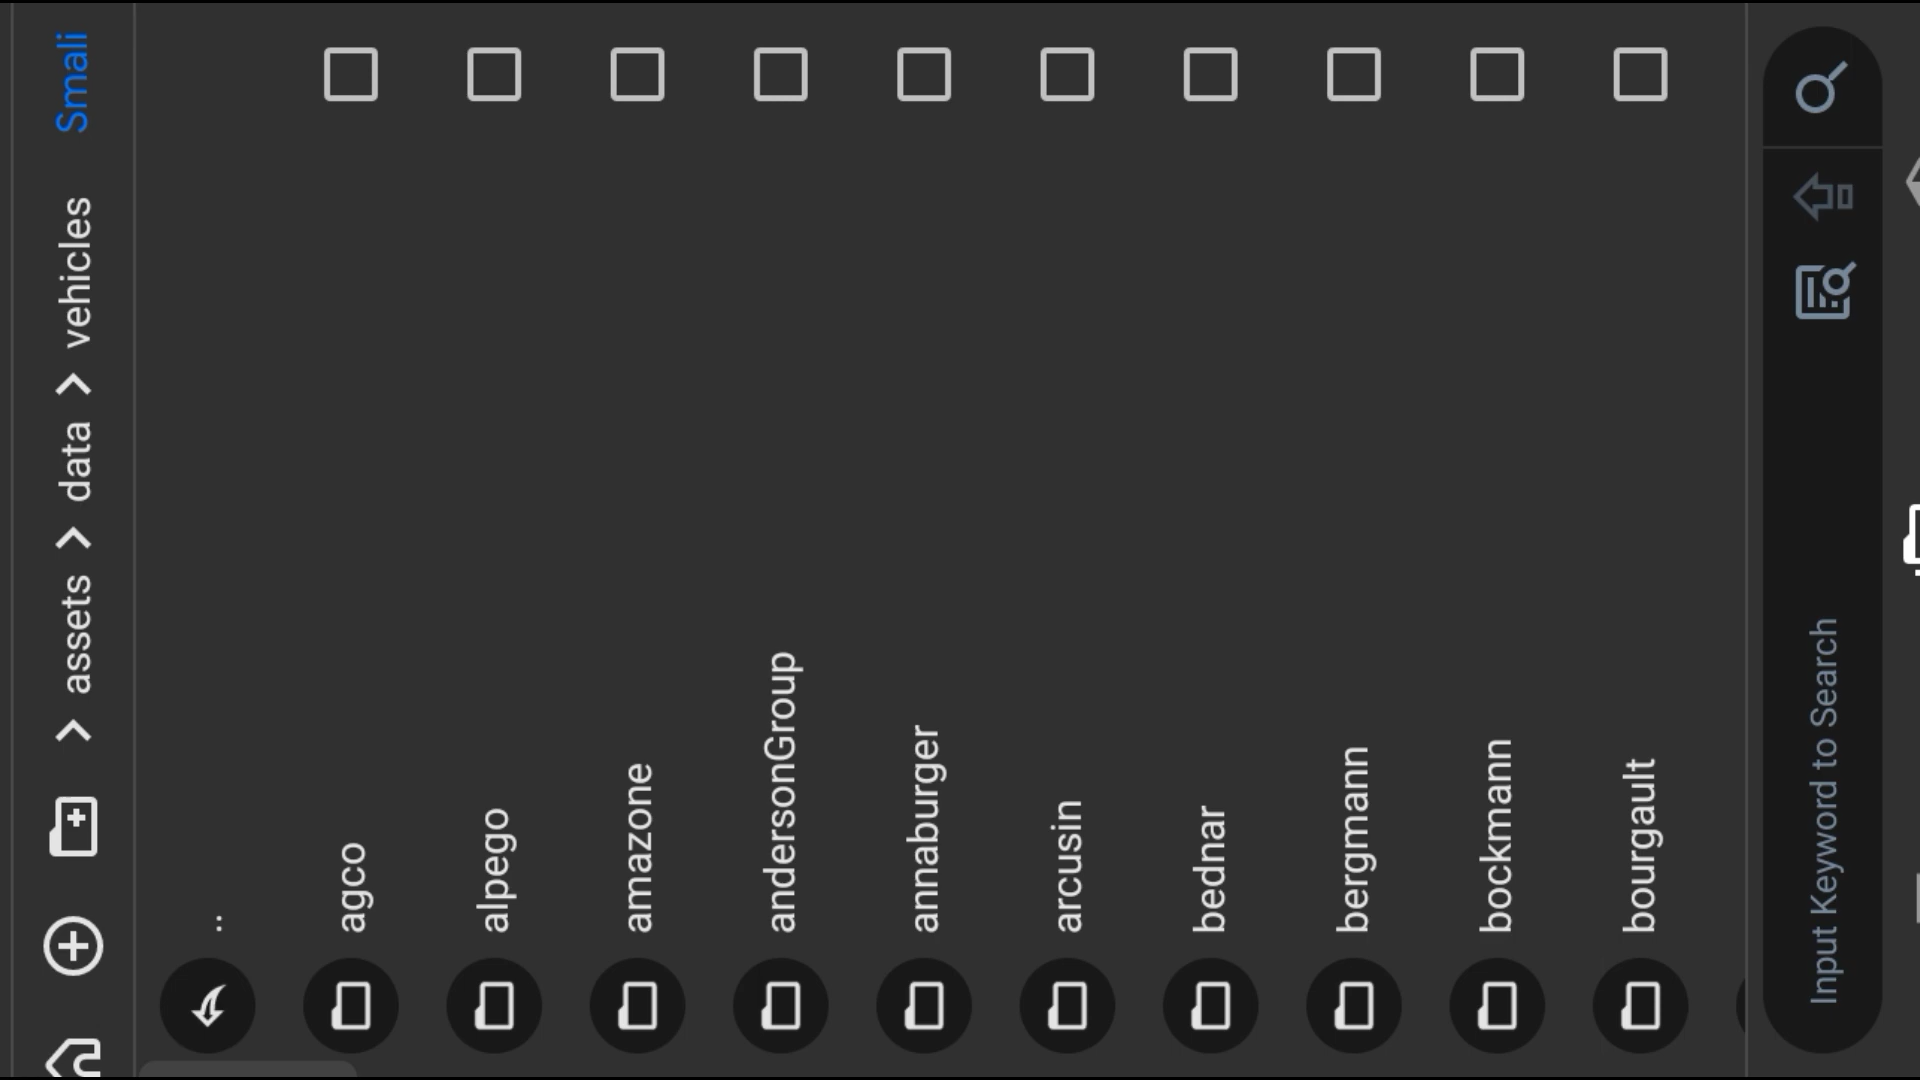 assets > data > vehicles Smali
..
agco
alpego
amazone
andersonGroup
annaburger
arcusin
bednar
bergmann
bockmann
bourgault
Input Keyword to Search